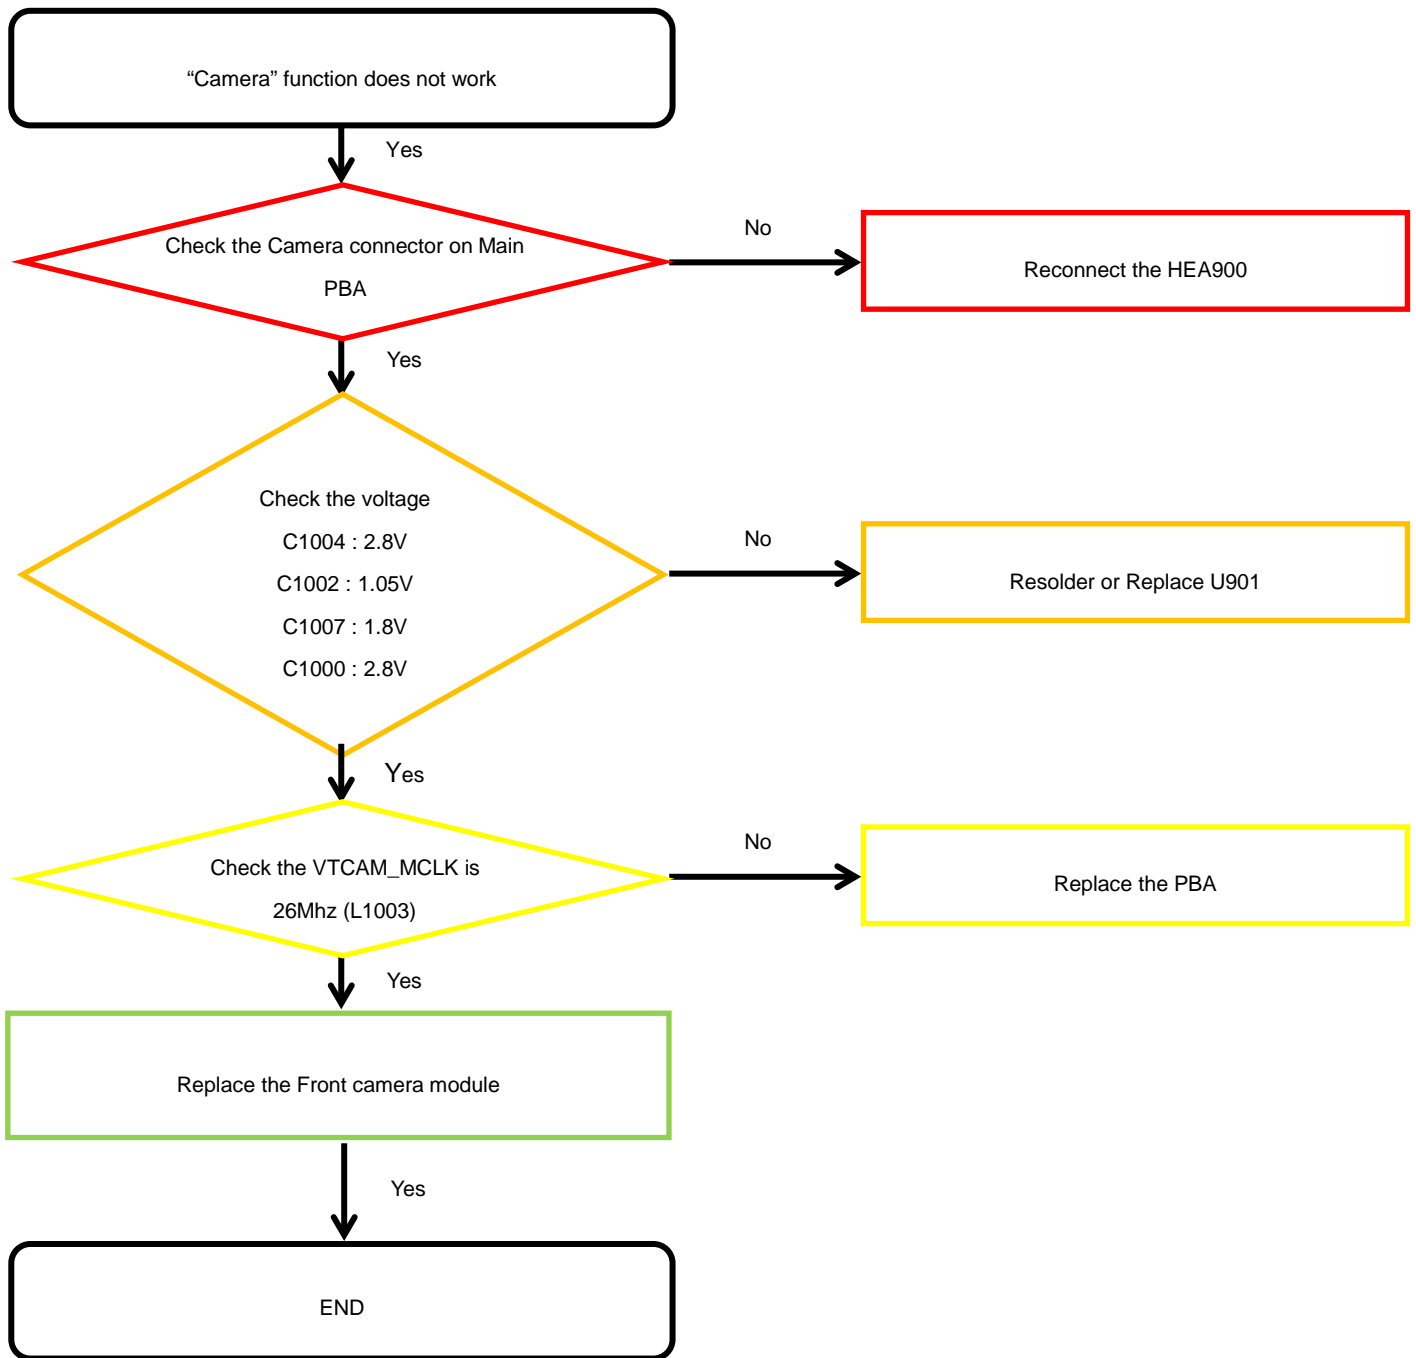 “Camera” function does not work
Yes
Check the Camera connector on Main
PBA
No
Reconnect the HEA900
Yes
Check the voltage
C1004 : 2.8V
C1002 : 1.05V
C1007 : 1.8V
C1000 : 2.8V
No
Resolder or Replace U901
Yes
Check the VTCAM_MCLK is
26Mhz (L1003)
No
Replace the PBA
Yes
Replace the Front camera module
Yes
END